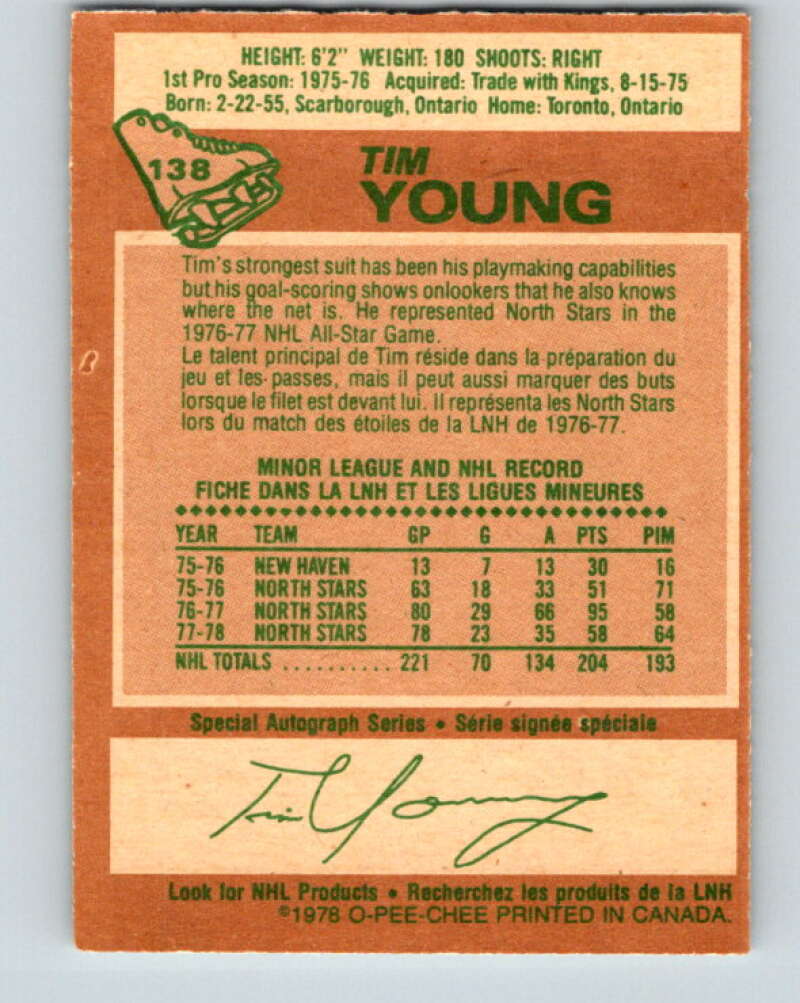 HEIGHT: 6'2" WEIGHT: 180 SHOOTS: RIGHT
1st Pro Season: 1975-76 Acquired: Trade with Kings, 8-15-75
Born: 2-22-55, Scarborough, Ontario Home: Toronto, Ontario
138
TIM
YOUNG
Tim's strongest suit has been his playmaking capabilities
but his goal-scoring shows onlookers that he also knows
where the net is. He represented North Stars in the
1976-77 NHL All-Star Game.
Le talent principal de Tim réside dans la préparation du
jeu et les passes, mais il peut aussi marquer des buts
lorsque le filet est devant lui. Il représenta les North Stars
lors du match des étoiles de la LNH de 1976-77.
MINOR LEAGUE AND NHL RECORD
FICHE DANS LA LNH ET LES LIGUES MINEURES
YEAR TEAM GP G A PTS PIM
75-76 NEW HAVEN 13 7 13 30 16
75-76 NORTH STARS 63 18 33 51 71
76-77 NORTH STARS 80 29 66 95 58
77-78 NORTH STARS 78 23 35 58 64
NHL TOTALS .......... 221 70 134 204 193
Special Autograph Series • Série signée spéciale
Tim Young
Look for NHL Products • Recherchez les produits de la LNH
©1978 O-PEE-CHEE PRINTED IN CANADA.